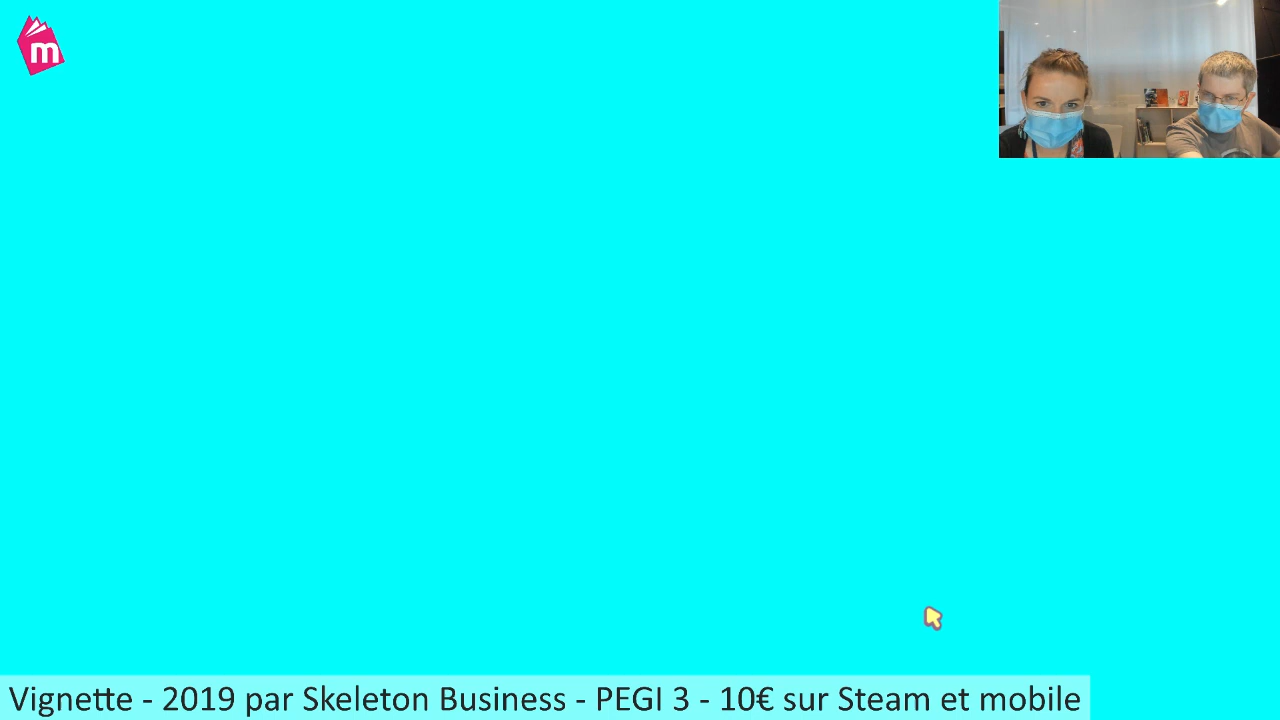 m
Vignette - 2019 par Skeleton Business - PEGI 3 - 10€ sur Steam et mobile